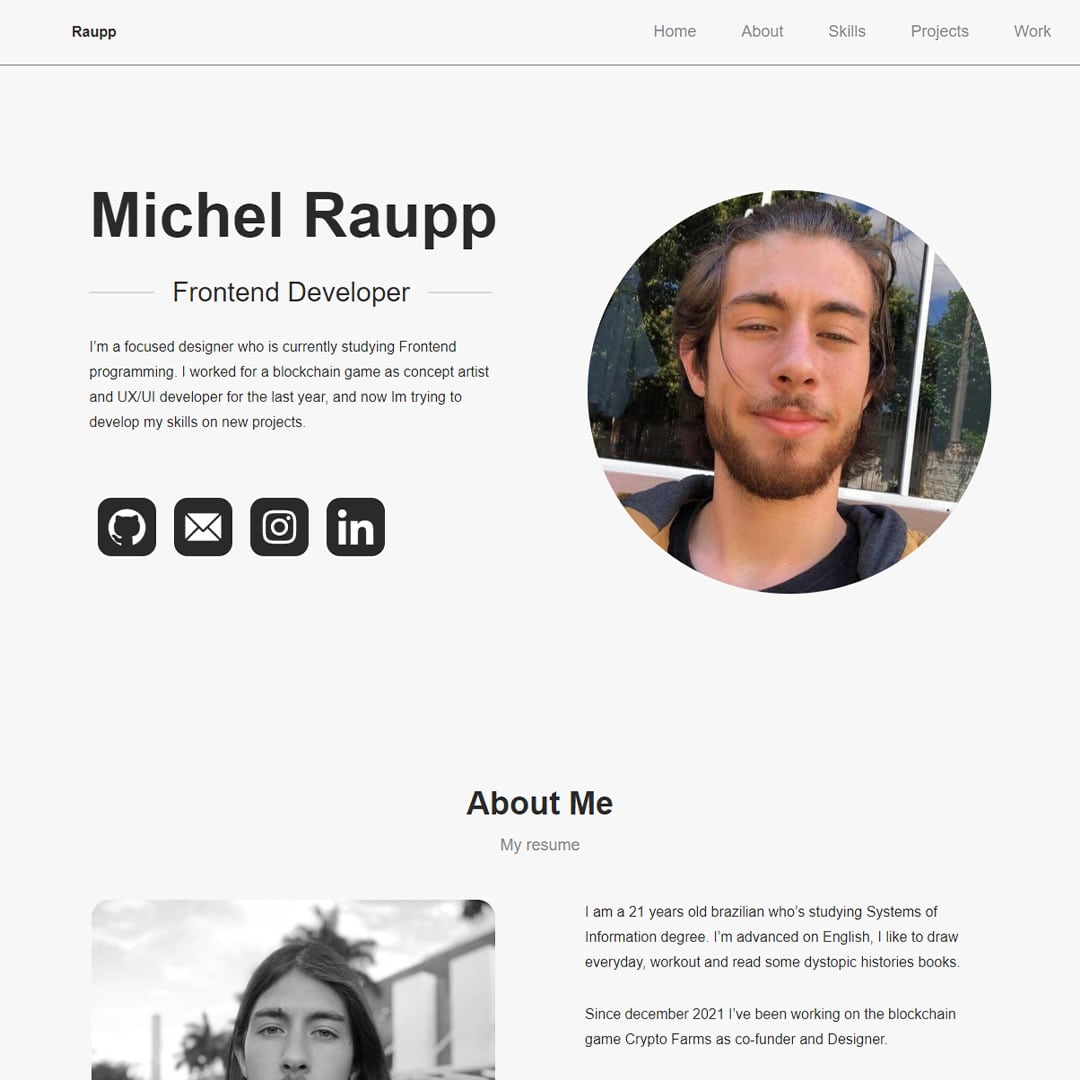 Raupp
Home About Skills Projects Work
Michel Raupp
Frontend Developer
I’m a focused designer who is currently studying Frontend
programming. I worked for a blockchain game as concept artist
and UX/UI developer for the last year, and now Im trying to
develop my skills on new projects.
in
About Me
My resume
I am a 21 years old brazilian who’s studying Systems of
Information degree. I’m advanced on English, I like to draw
everyday, workout and read some dystopic histories books.
Since december 2021 I’ve been working on the blockchain
game Crypto Farms as co-funder and Designer.